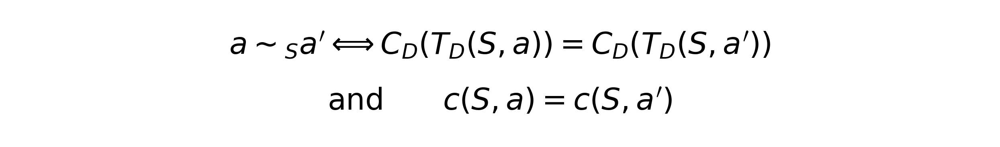 a ∼_S a′ ⟺ C_D(T_D(S, a)) = C_D(T_D(S, a′))
and c(S, a) = c(S, a′)